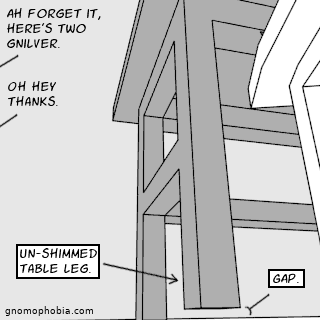 AH FORGET IT,
HERE'S TWO
GNILVER.
OH HEY
THANKS.
UN-SHIMMED
TABLE LEG.
GAP.
gnomophobia.com